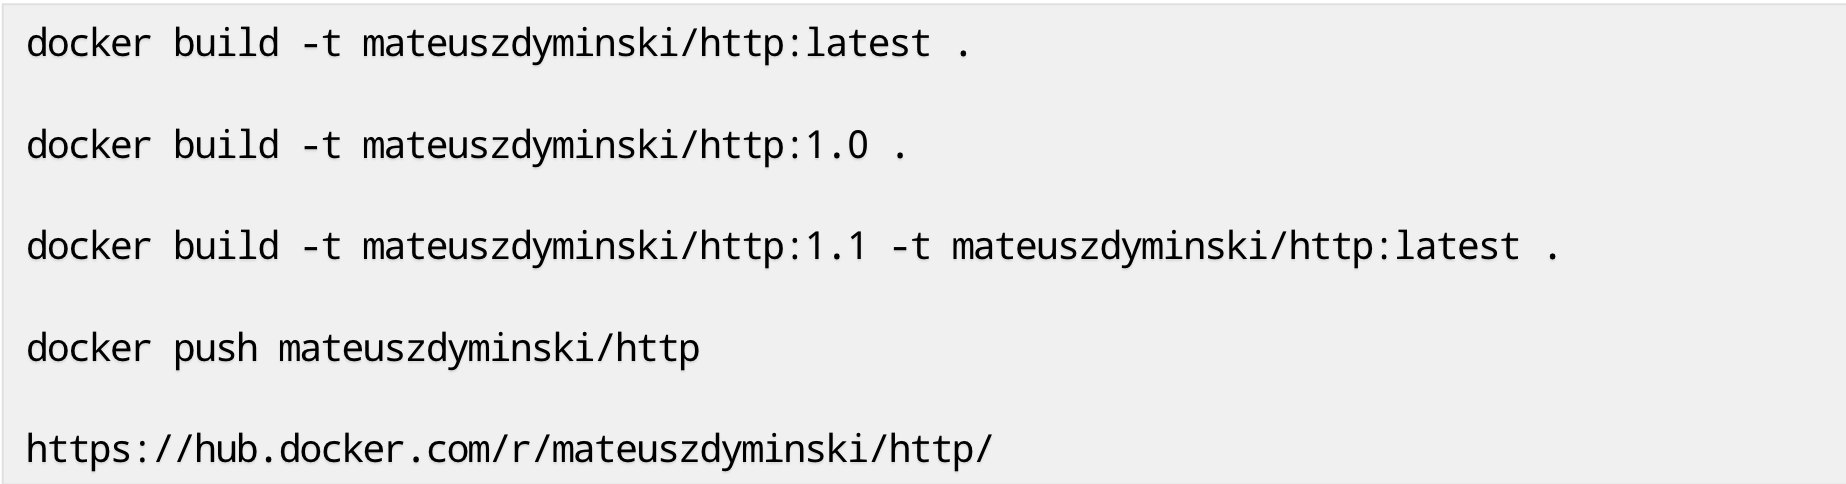 docker build -t mateuszdyminski/http:latest .
docker build -t mateuszdyminski/http:1.0 .
docker build -t mateuszdyminski/http:1.1 -t mateuszdyminski/http:latest .
docker push mateuszdyminski/http
https://hub.docker.com/r/mateuszdyminski/http/